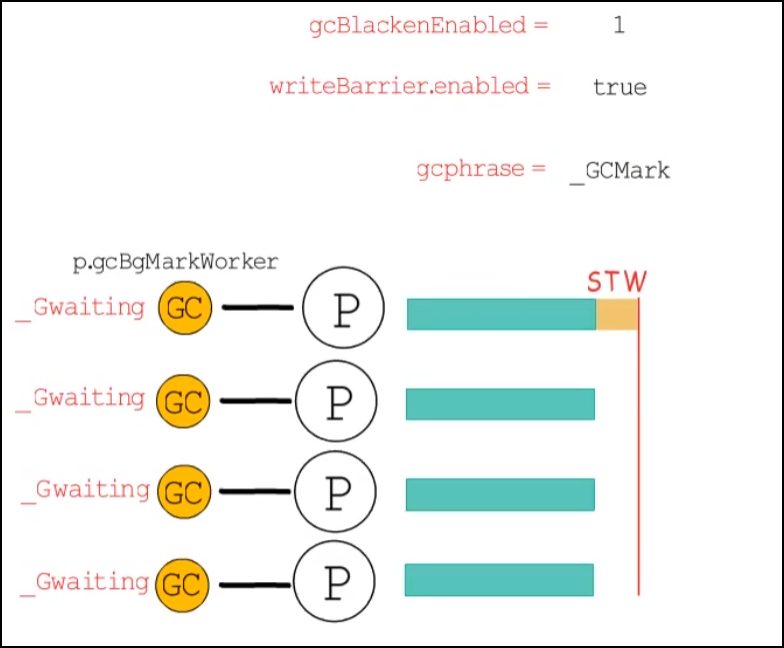 gcBlackenEnabled = 1
writeBarrier.enabled = true
gcphrase = _GCMark
p.gcBgMarkWorker
STW
_Gwaiting GC P
_Gwaiting GC P
_Gwaiting GC P
_Gwaiting GC P